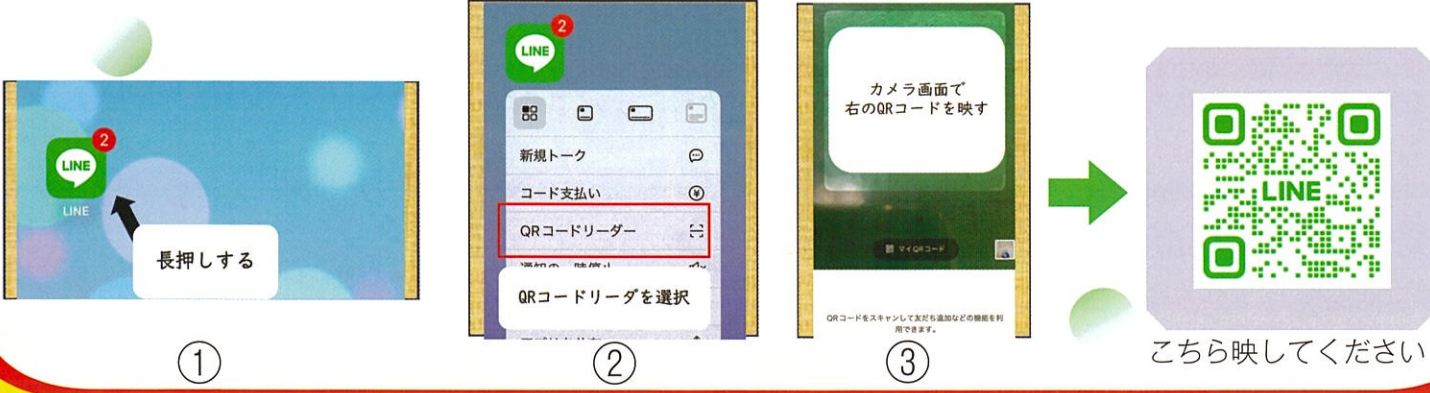 2
LINE
LINE
長押しする
①
2
LINE
新規トーク
コード支払い
QRコードリーダー
QRコードリーダを選択
②
カメラ画面で
右のQRコードを映す
マイQRコード
QRコードをスキャンして友だち追加などの機能を利
用できます。
③
LINE
こちら映してください